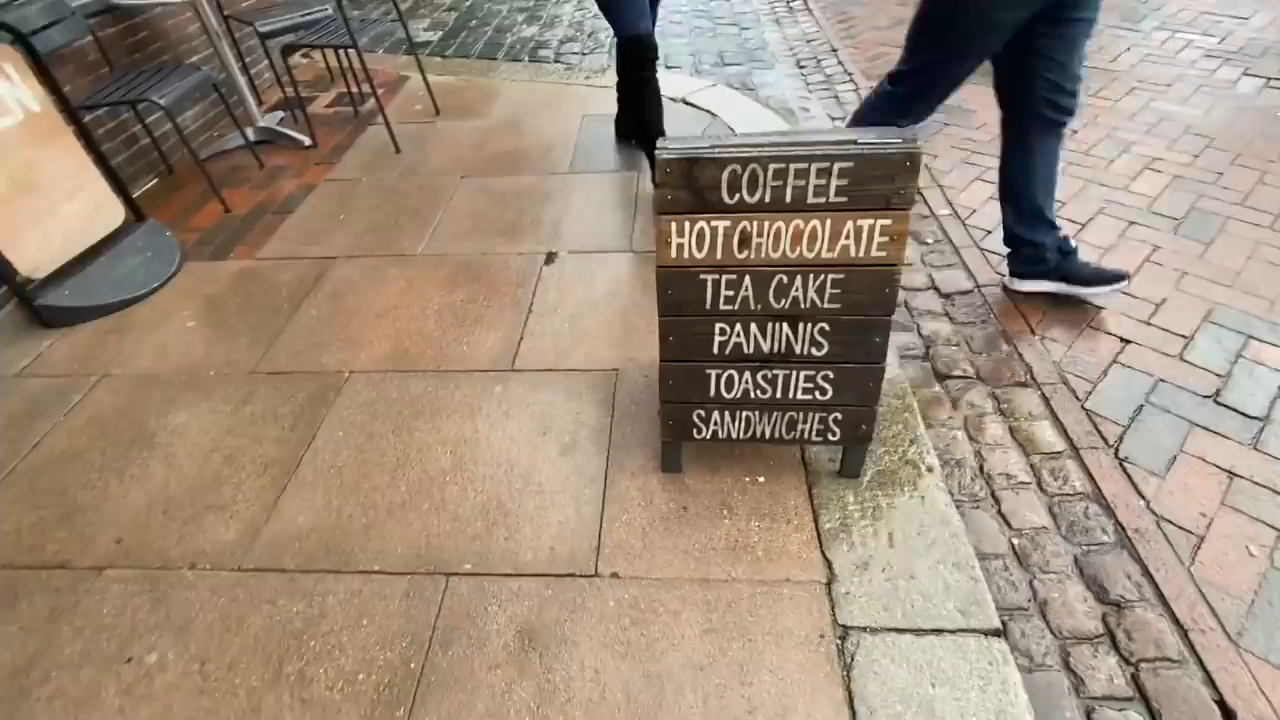 COFFEE
HOT CHOCOLATE
TEA, CAKE
PANINIS
TOASTIES
SANDWICHES